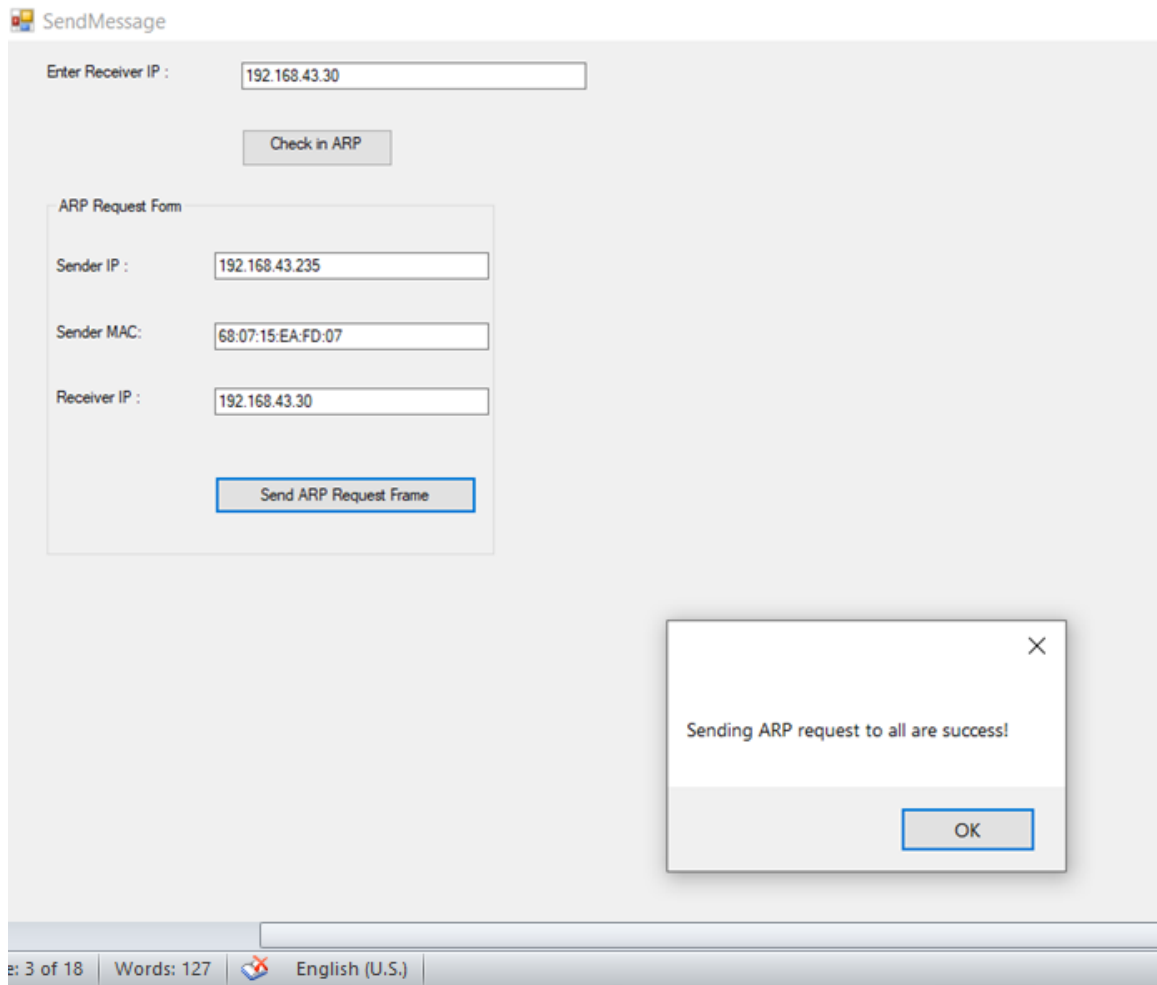 SendMessage
Enter Receiver IP :
192.168.43.30
Check in ARP
ARP Request Form
Sender IP :
192.168.43.235
Sender MAC:
68:07:15:EA:FD:07
Receiver IP :
192.168.43.30
Send ARP Request Frame
Sending ARP request to all are success!
OK
e: 3 of 18 Words: 127 English (U.S.)